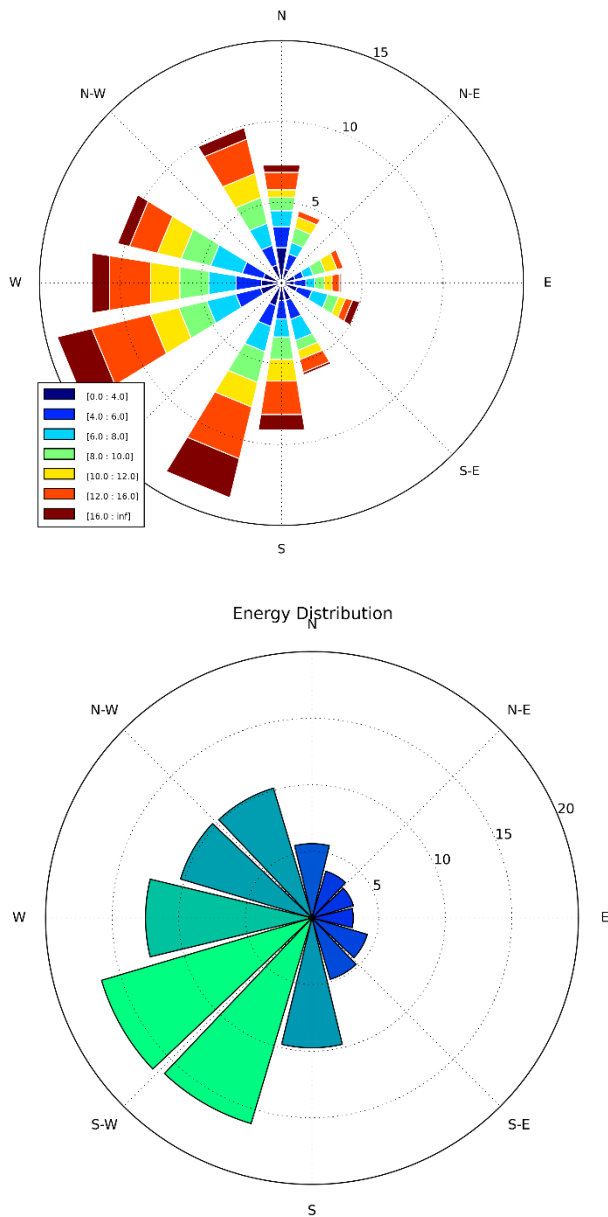 N
15
N-W
N-E
10
5
W
E
[0.0 : 4.0]
[4.0 : 6.0]
[6.0 : 8.0]
[8.0 : 10.0]
[10.0 : 12.0]
[12.0 : 16.0]
[16.0 : inf]
S-E
S
Energy Distribution
N
N-W
N-E
20
15
10
5
W
E
S-W
S-E
S